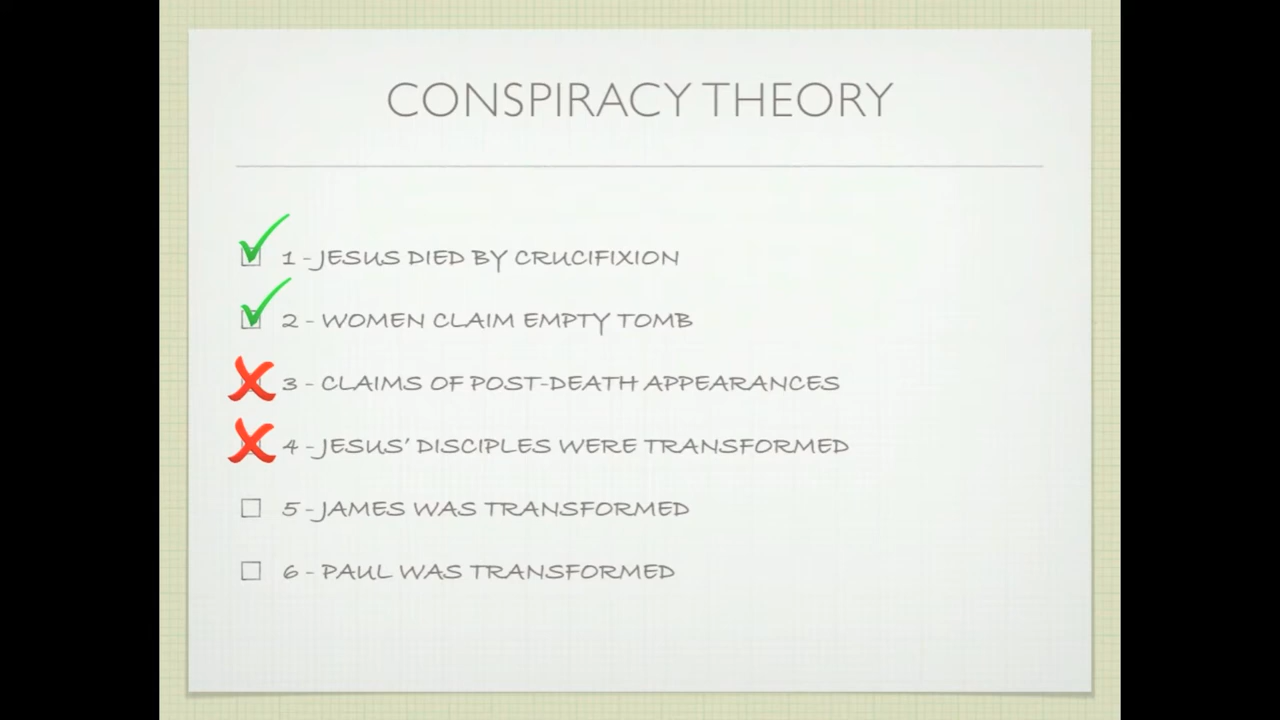 CONSPIRACY THEORY
1 - JESUS DIED BY CRUCIFIXION
2 - WOMEN CLAIM EMPTY TOMB
3 - CLAIMS OF POST-DEATH APPEARANCES
4 - JESUS’ DISCIPLES WERE TRANSFORMED
5 - JAMES WAS TRANSFORMED
6 - PAUL WAS TRANSFORMED